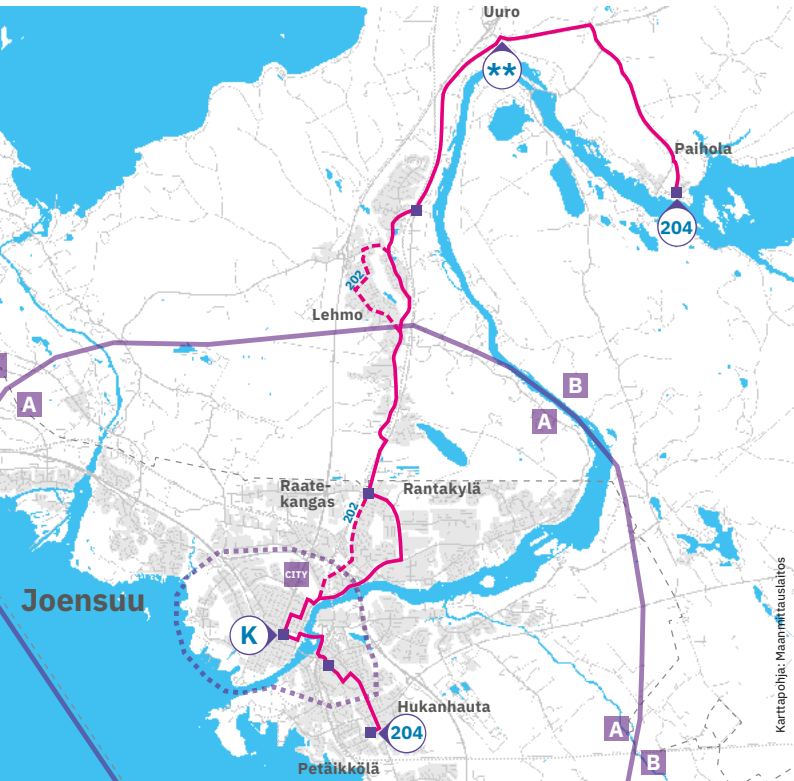 Uuro
**
Paihola
204
202
Lehmo
A
B
A
Raate-
kangas
Rantakylä
202
CITY
Joensuu
K
Hukanhauta
204
Petäikkölä
A
B
Karttapohja: Maanmittauslaitos